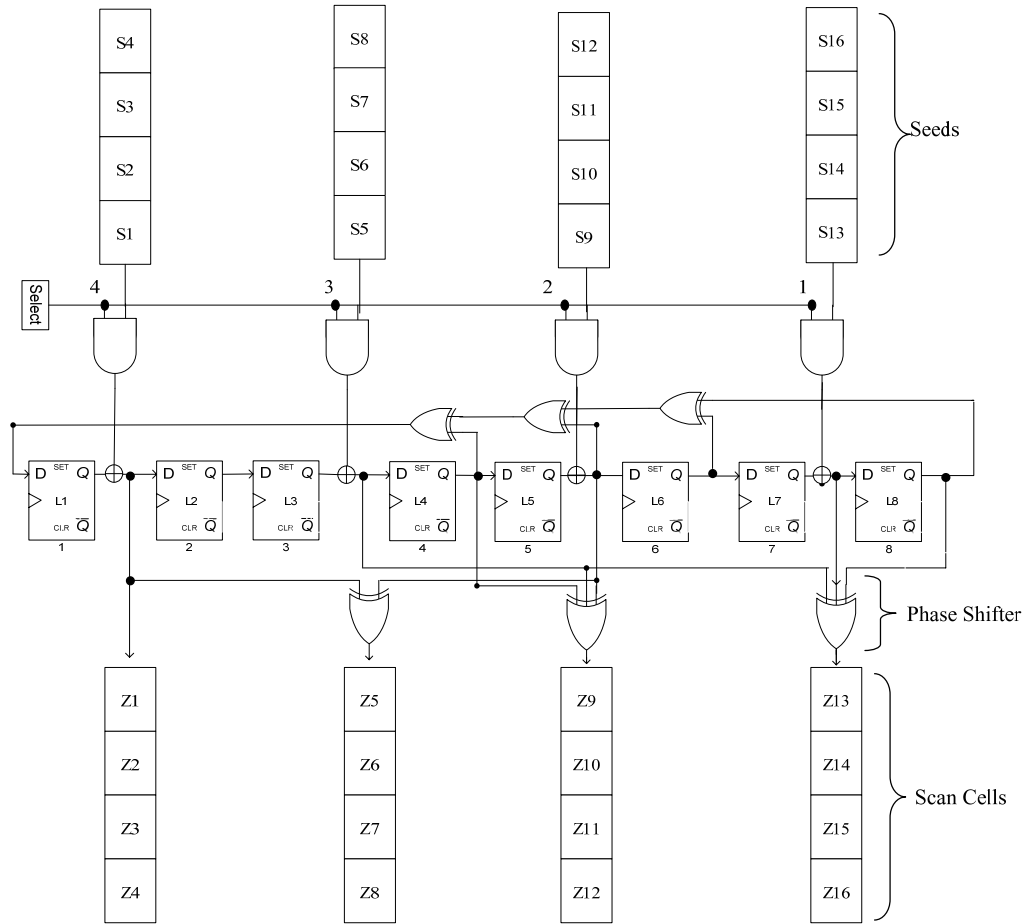 S4 S8 S12 S16
S3 S7 S11 S15
Seeds
S2 S6 S10 S14
S1 S5 S9 S13
Select 4 3 2 1
D SET Q D SET Q D SET Q D SET Q D SET Q D SET Q D SET Q D SET Q
L1 L2 L3 L4 L5 L6 L7 L8
CLR Q̅ CLR Q̅ CLR Q̅ CLR Q̅ CLR Q̅ CLR Q̅ CLR Q̅ CLR Q̅
1 2 3 4 5 6 7 8
Phase Shifter
Z1 Z5 Z9 Z13
Z2 Z6 Z10 Z14
Scan Cells
Z3 Z7 Z11 Z15
Z4 Z8 Z12 Z16